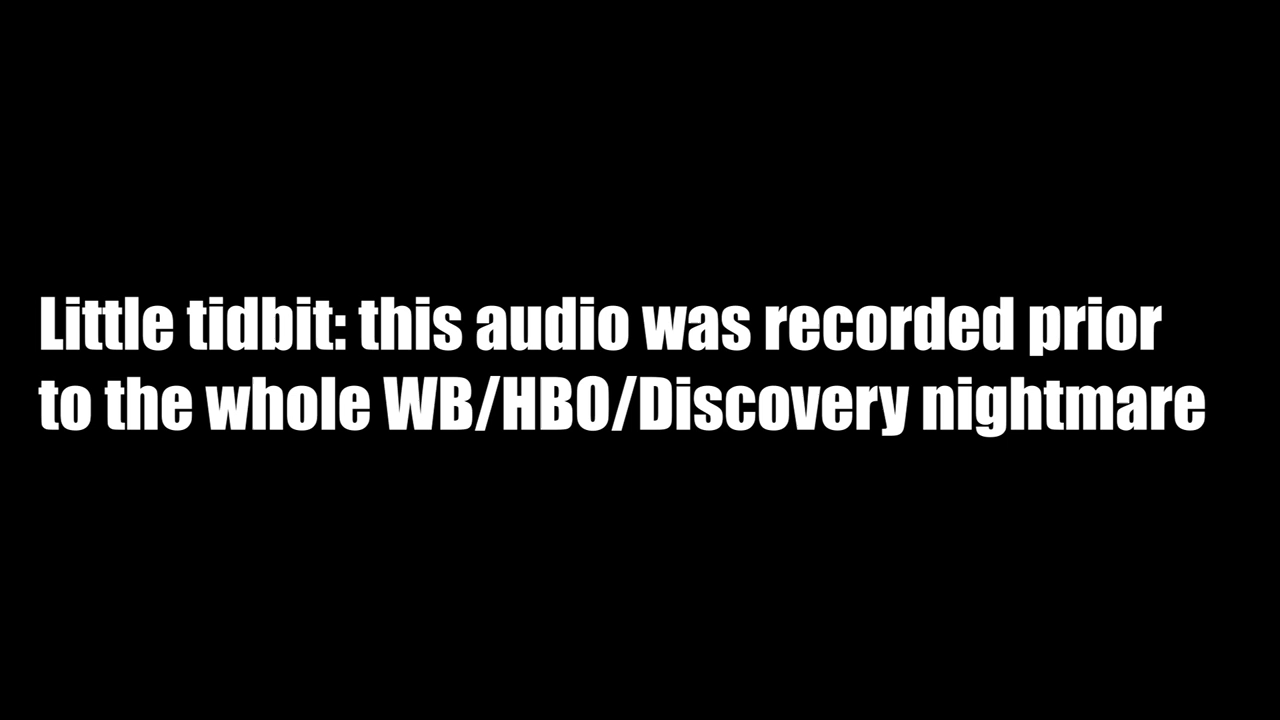 Little tidbit: this audio was recorded prior
to the whole WB/HBO/Discovery nightmare